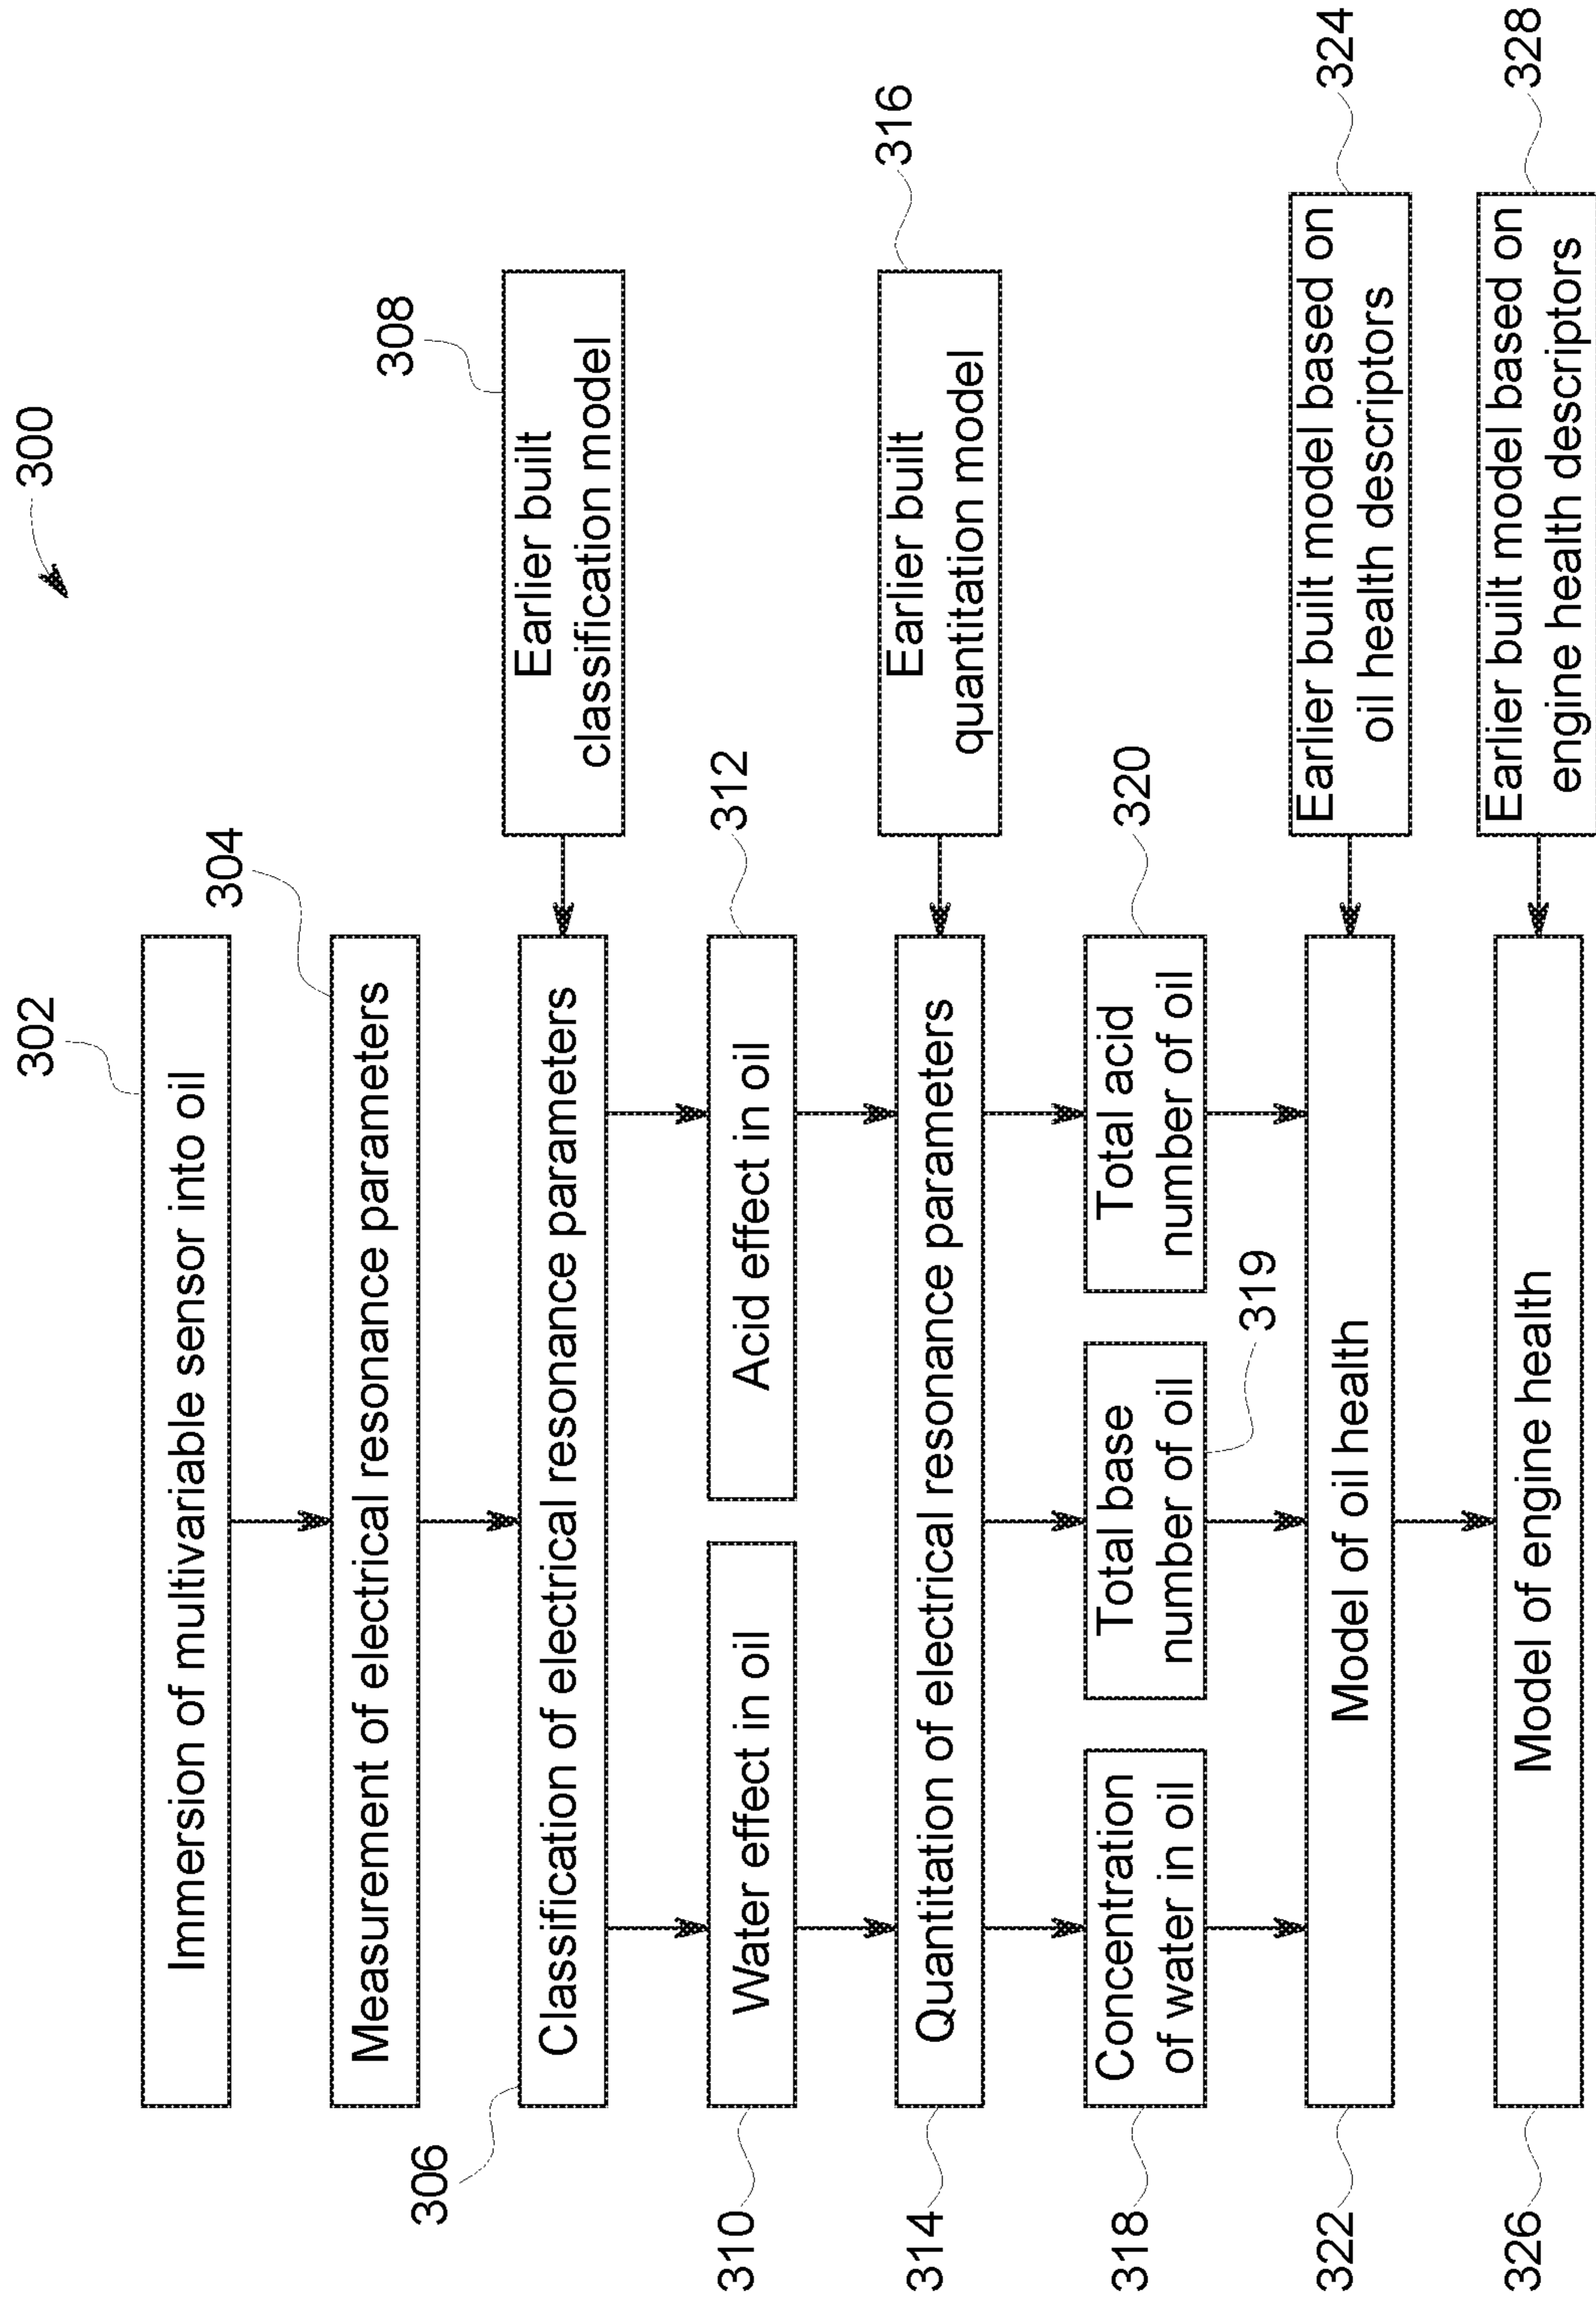 300
302
Immersion of multivariable sensor into oil
304
Measurement of electrical resonance parameters
306
Classification of electrical resonance parameters
308
Earlier built
classification model
310
Water effect in oil
312
Acid effect in oil
314
Quantitation of electrical resonance parameters
316
Earlier built
quantitation model
318
Concentration
of water in oil
Total base
number of oil
319
Total acid
number of oil
320
322
Model of oil health
Earlier built model based on
oil health descriptors
324
326
Model of engine health
Earlier built model based on
engine health descriptors
328